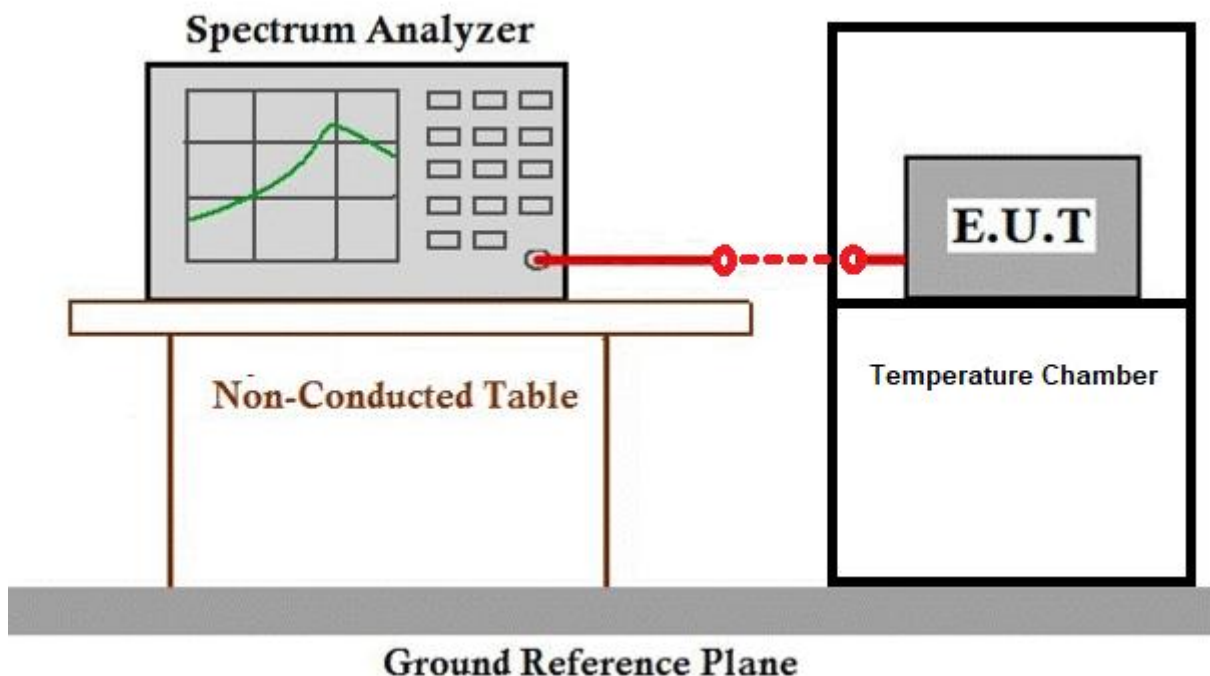 Spectrum Analyzer
E.U.T
Temperature Chamber
Non-Conducted Table
Ground Reference Plane